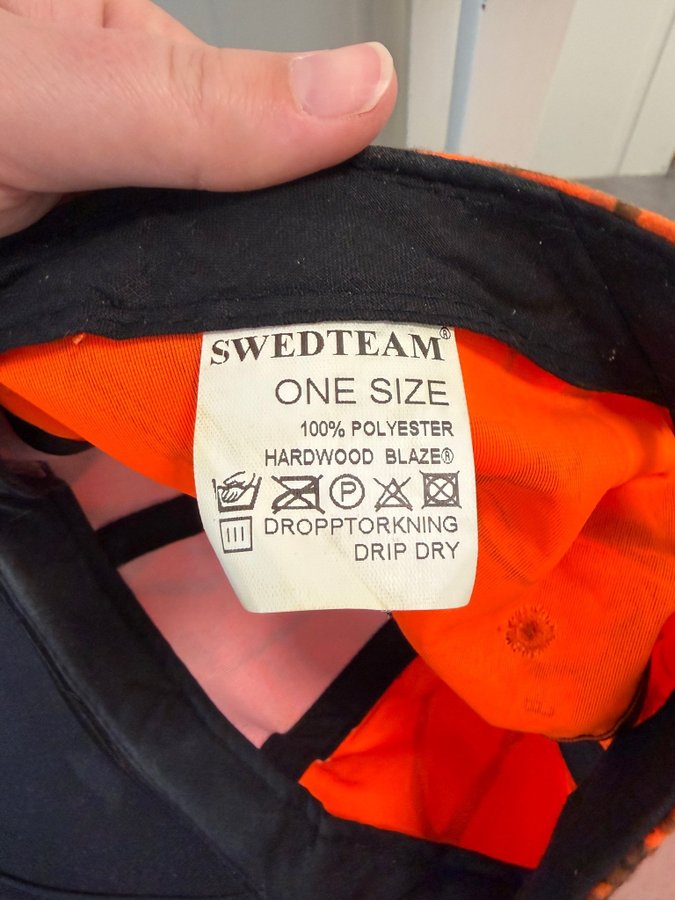 SWEDTEAM®
ONE SIZE
100% POLYESTER
HARDWOOD BLAZE®
P
DROPPTORKNING
DRIP DRY